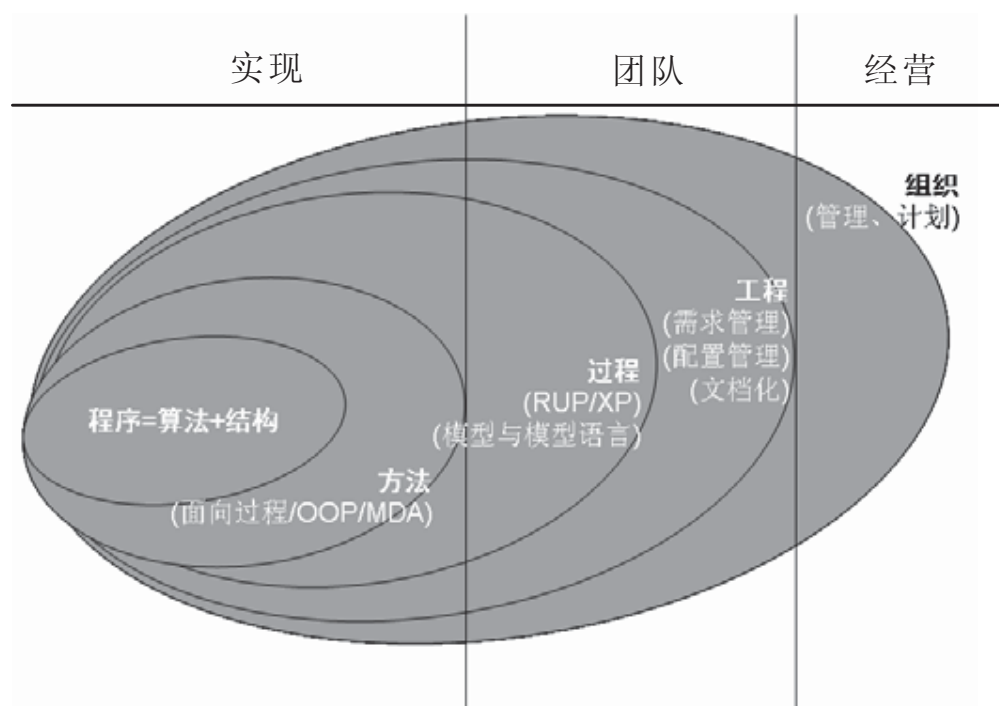 实现
团队
经营
组织
(管理、计划)
工程
(需求管理)
(配置管理)
(文档化)
过程
(RUP/XP)
(模型与模型语言)
程序=算法+结构
方法
(面向过程/OOP/MDA)